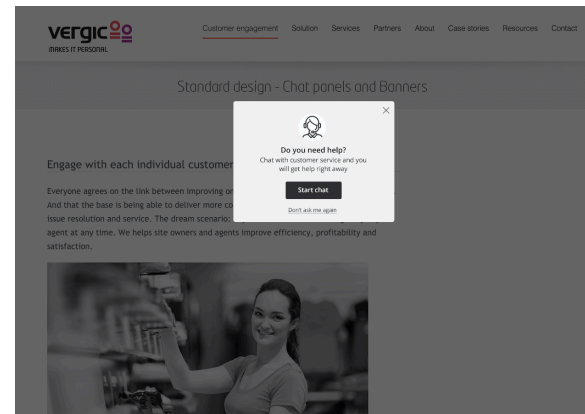 vergic
MAKES IT PERSONAL
Customer engagement Solution Services Partners About Case stories Resources Contact
Standard design - Chat panels and Banners
Do you need help?
Chat with customer service and you
will get help right away
Start chat
Don't ask me again
Engage with each individual customer
Everyone agrees on the link between improving or
And that the base is being able to deliver more co
issue resolution and service. The dream scenario:
agent at any time. We helps site owners and agents improve efficiency, profitability and
satisfaction.